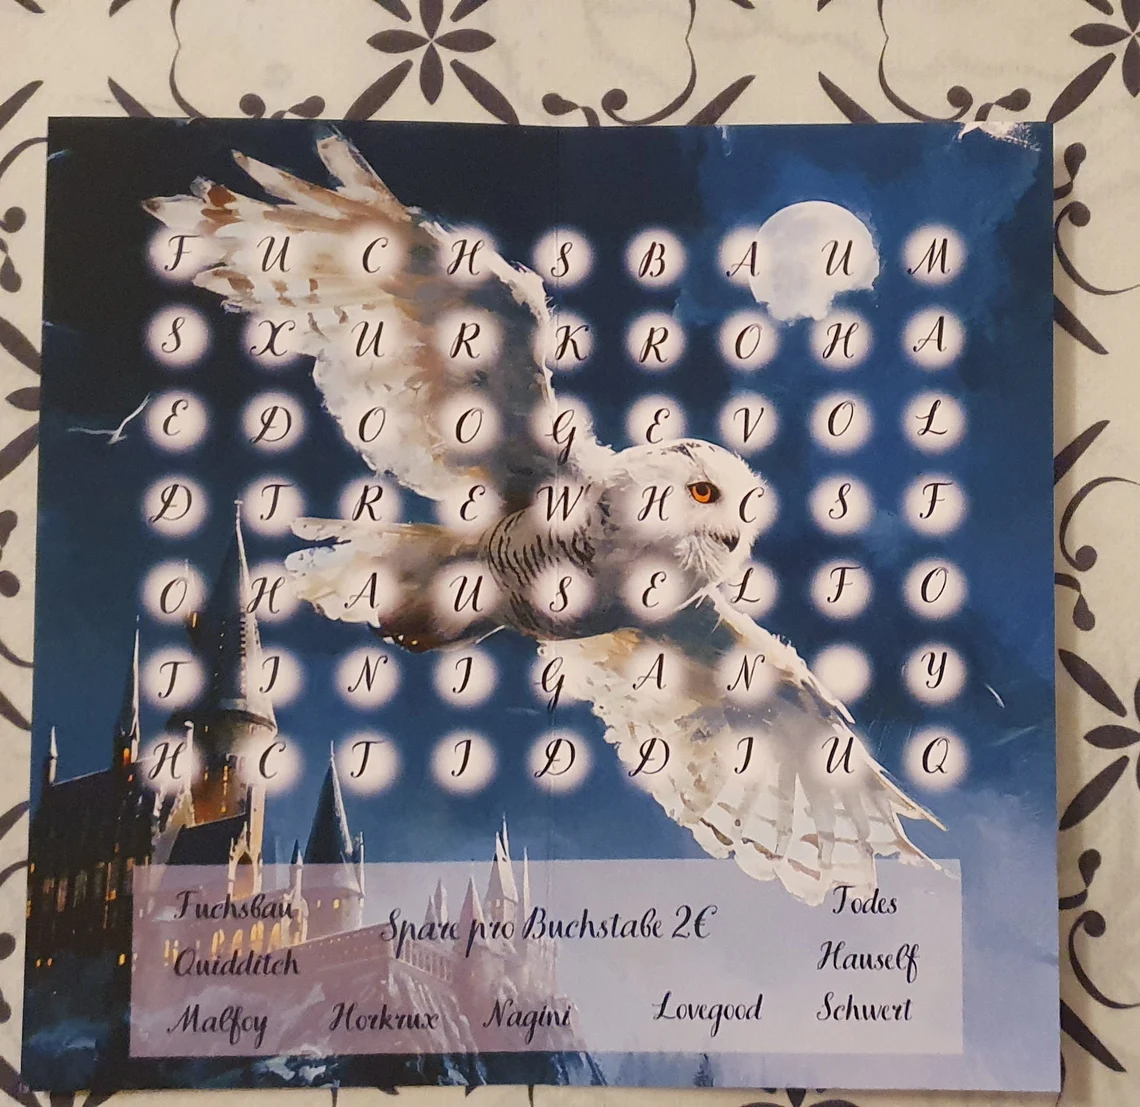 F U C H S B A U M
S X U R K R O H A
E D O O G E V O L
D T R E W H C S F
O H A U S E L F O
T I N I G A N Y
H C T I D D I U Q
Fuchsbau Spare pro Buchstabe 2€ Todes
Quidditch Hauself
Malfoy Horkrux Nagini Lovegood Schwert